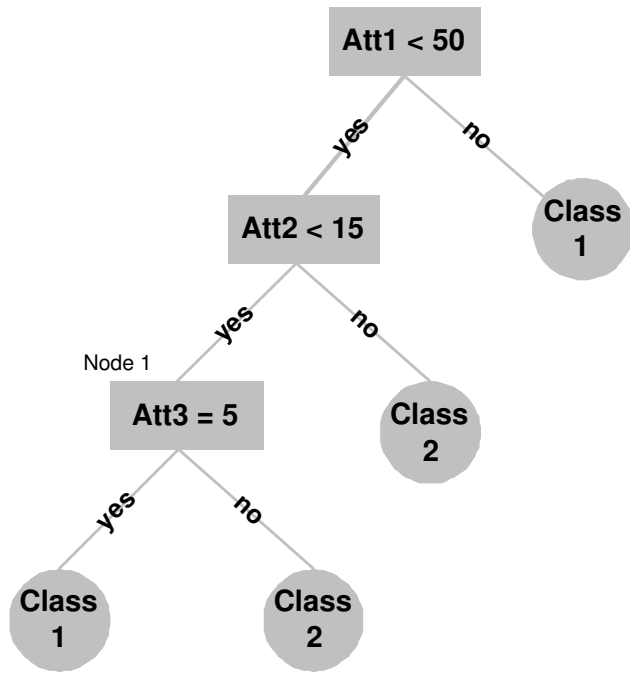 Att1 < 50
yes
no
Class
1
Att2 < 15
yes
no
Node 1
Att3 = 5
Class
2
yes
no
Class
1
Class
2